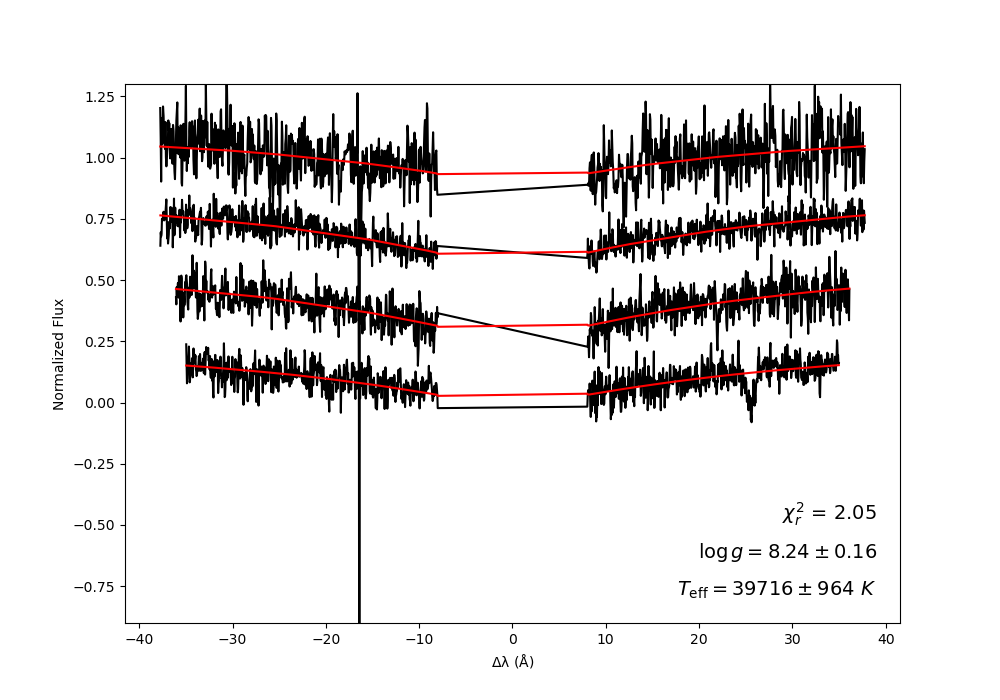 1.25
1.00
0.75
0.50
0.25
0.00
−0.25
−0.50
−0.75
Normalized Flux
χ²ᵣ = 2.05
log g = 8.24 ± 0.16
T_eff = 39716 ± 964 K
−40 −30 −20 −10 0 10 20 30 40
Δλ (Å)